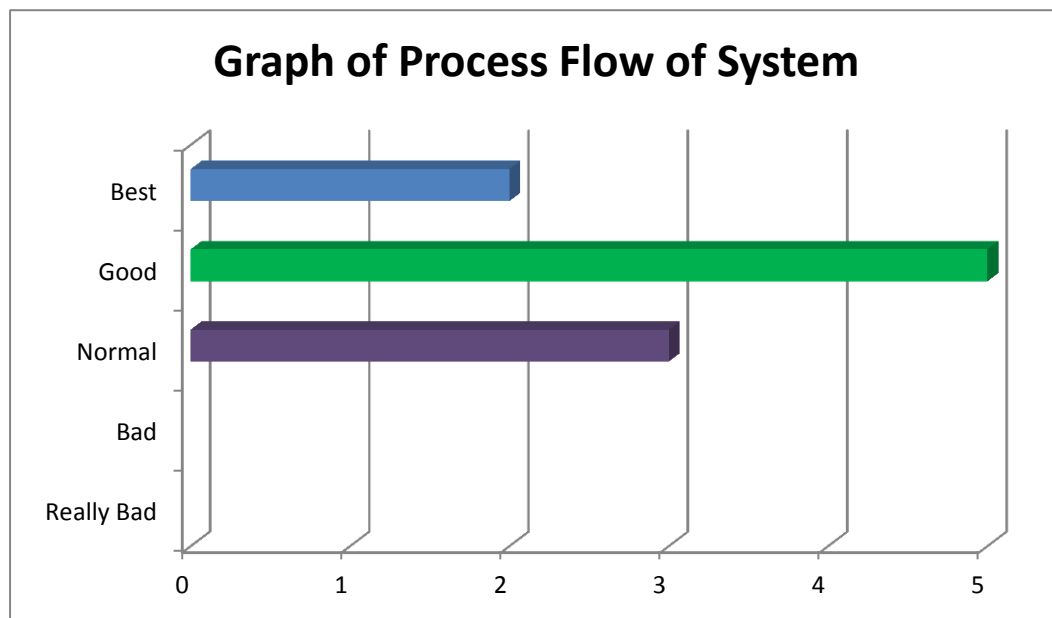 Graph of Process Flow of System
Best
Good
Normal
Bad
Really Bad
0 1 2 3 4 5